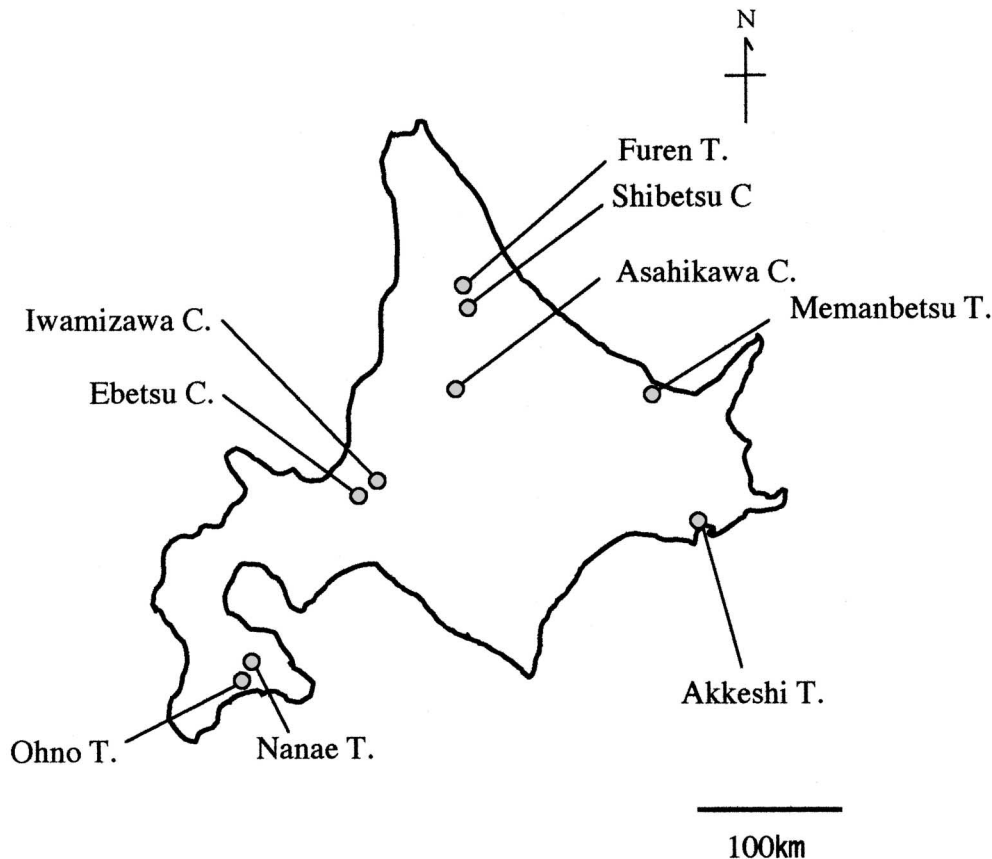 N
Furen T.
Shibetsu C
Asahikawa C.
Memanbetsu T.
Iwamizawa C.
Ebetsu C.
Akkeshi T.
Ohno T.
Nanae T.
100km